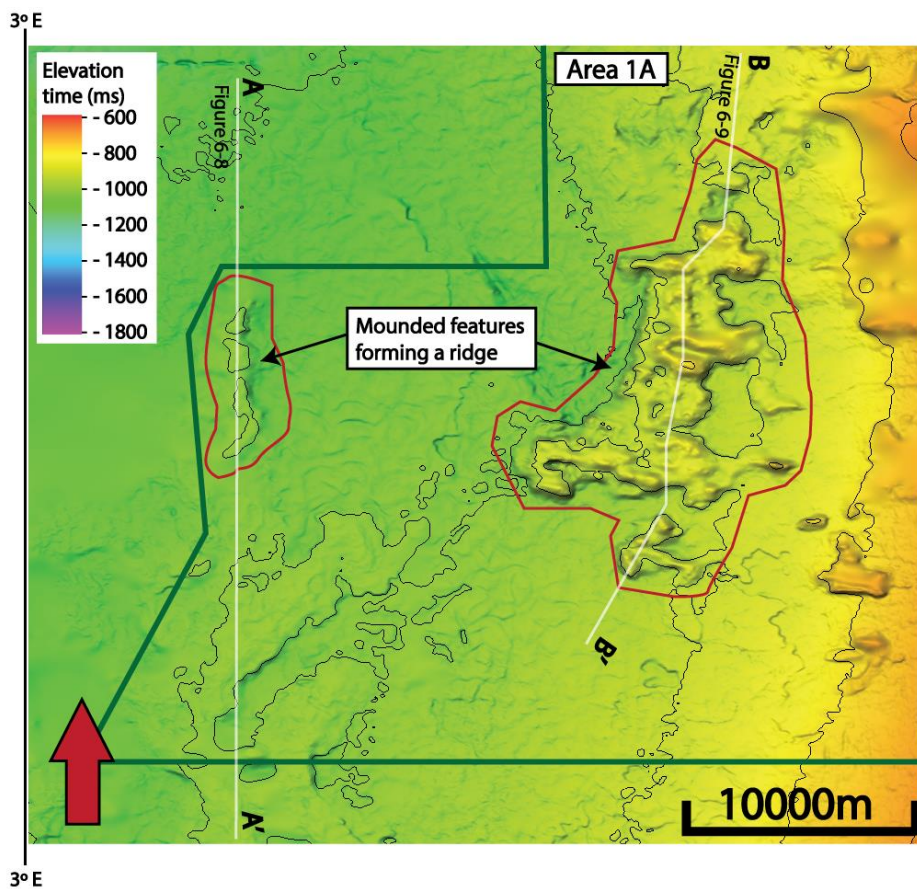 3º E
Area 1A
Elevation
time (ms)
- 600
- 800
- 1000
- 1200
- 1400
- 1600
- 1800
A
Figure 6-8
B
Figure 6-9
Mounded features
forming a ridge
B'
A'
10000m
3º E